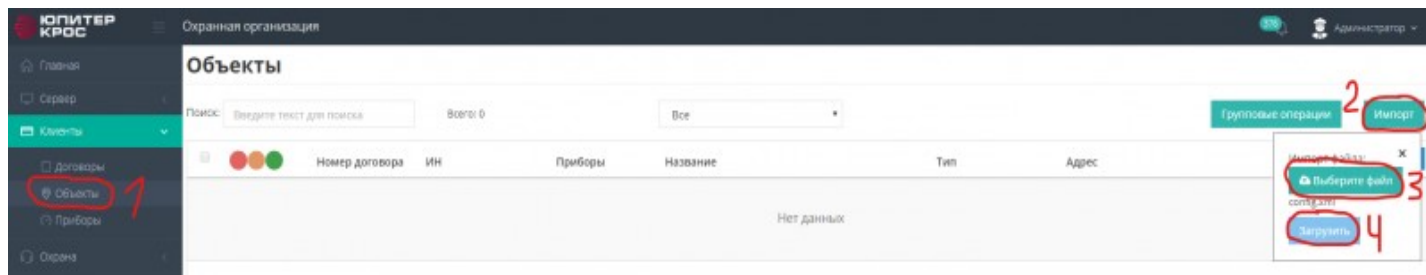 ЮПИТЕР
КРОС
Охранная организация
378
Администратор
Главная
Объекты
Сервер
Поиск:
Введите текст для поиска
Всего: 0
Все
Групповые операции
2
Импорт
Клиенты
Договоры
Номер договора
ИН
Приборы
Название
Тип
Адрес
Импорт файла:
x
Объекты
1
Выберите файл
3
Приборы
config.xml
Нет данных
Загрузить
4
Охрана